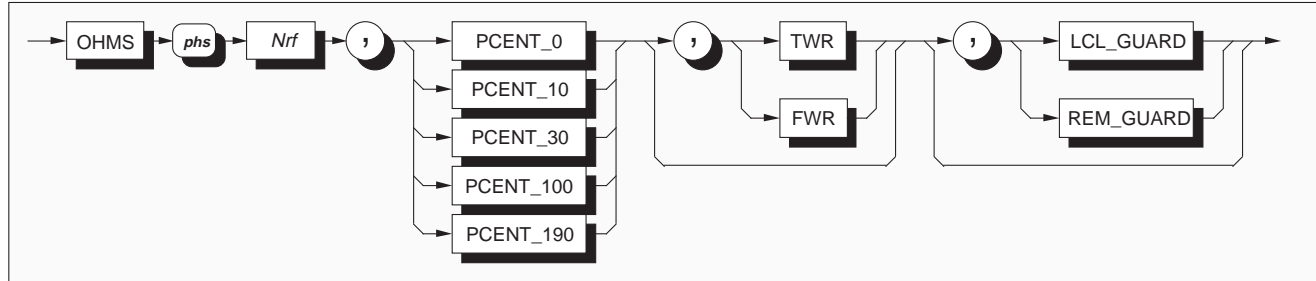 OHMS phs Nrf , PCENT_0 , TWR , LCL_GUARD
PCENT_10 FWR REM_GUARD
PCENT_30
PCENT_100
PCENT_190